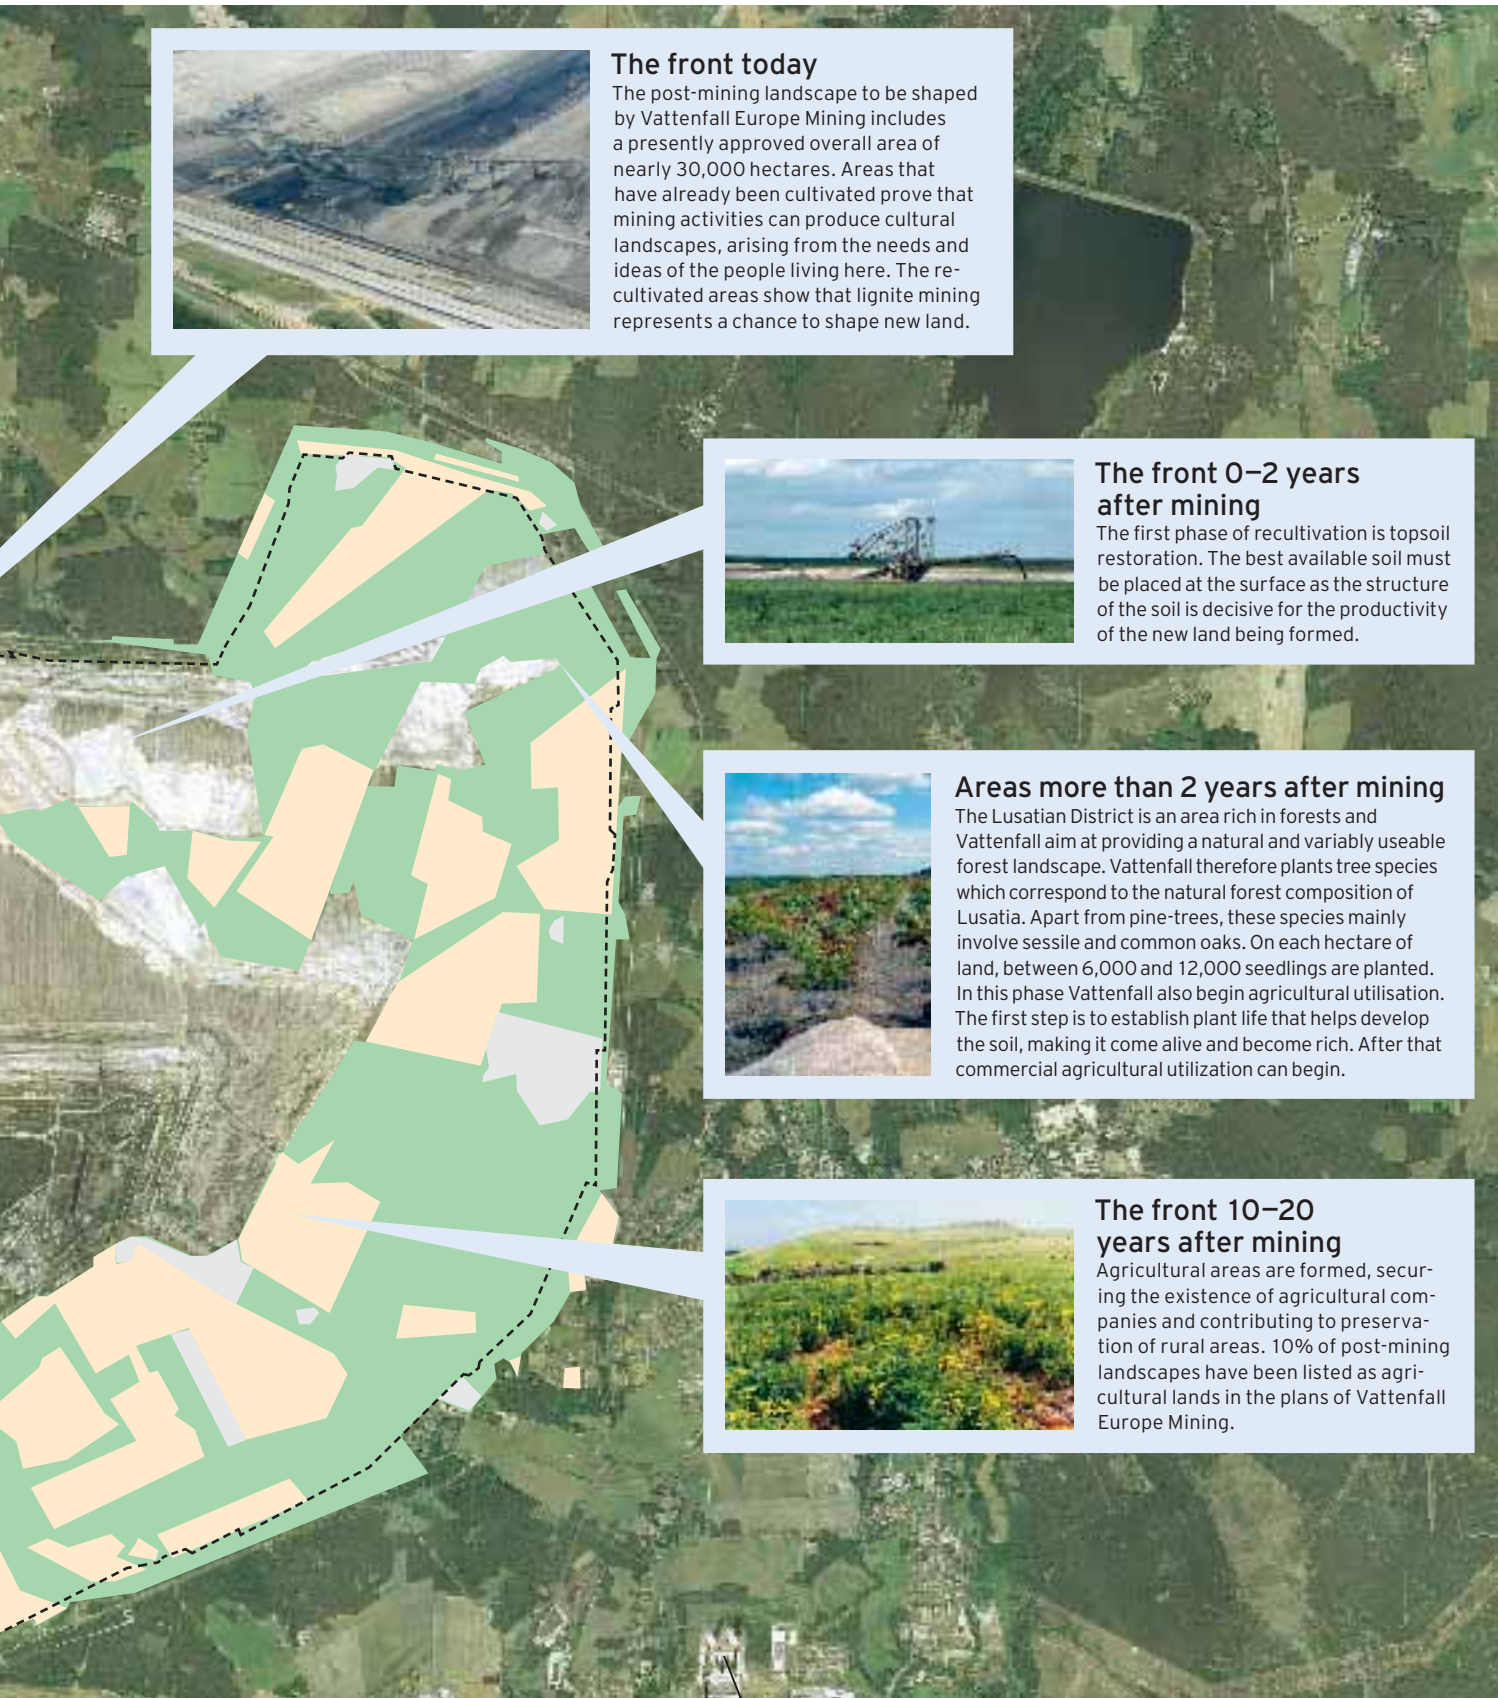 The front today
The post-mining landscape to be shaped
by Vattenfall Europe Mining includes
a presently approved overall area of
nearly 30,000 hectares. Areas that
have already been cultivated prove that
mining activities can produce cultural
landscapes, arising from the needs and
ideas of the people living here. The re-
cultivated areas show that lignite mining
represents a chance to shape new land.
The front 0–2 years
after mining
The first phase of recultivation is topsoil
restoration. The best available soil must
be placed at the surface as the structure
of the soil is decisive for the productivity
of the new land being formed.
Areas more than 2 years after mining
The Lusatian District is an area rich in forests and
Vattenfall aim at providing a natural and variably useable
forest landscape. Vattenfall therefore plants tree species
which correspond to the natural forest composition of
Lusatia. Apart from pine-trees, these species mainly
involve sessile and common oaks. On each hectare of
land, between 6,000 and 12,000 seedlings are planted.
In this phase Vattenfall also begin agricultural utilisation.
The first step is to establish plant life that helps develop
the soil, making it come alive and become rich. After that
commercial agricultural utilization can begin.
The front 10–20
years after mining
Agricultural areas are formed, secur-
ing the existence of agricultural com-
panies and contributing to preserva-
tion of rural areas. 10% of post-mining
landscapes have been listed as agri-
cultural lands in the plans of Vattenfall
Europe Mining.
S